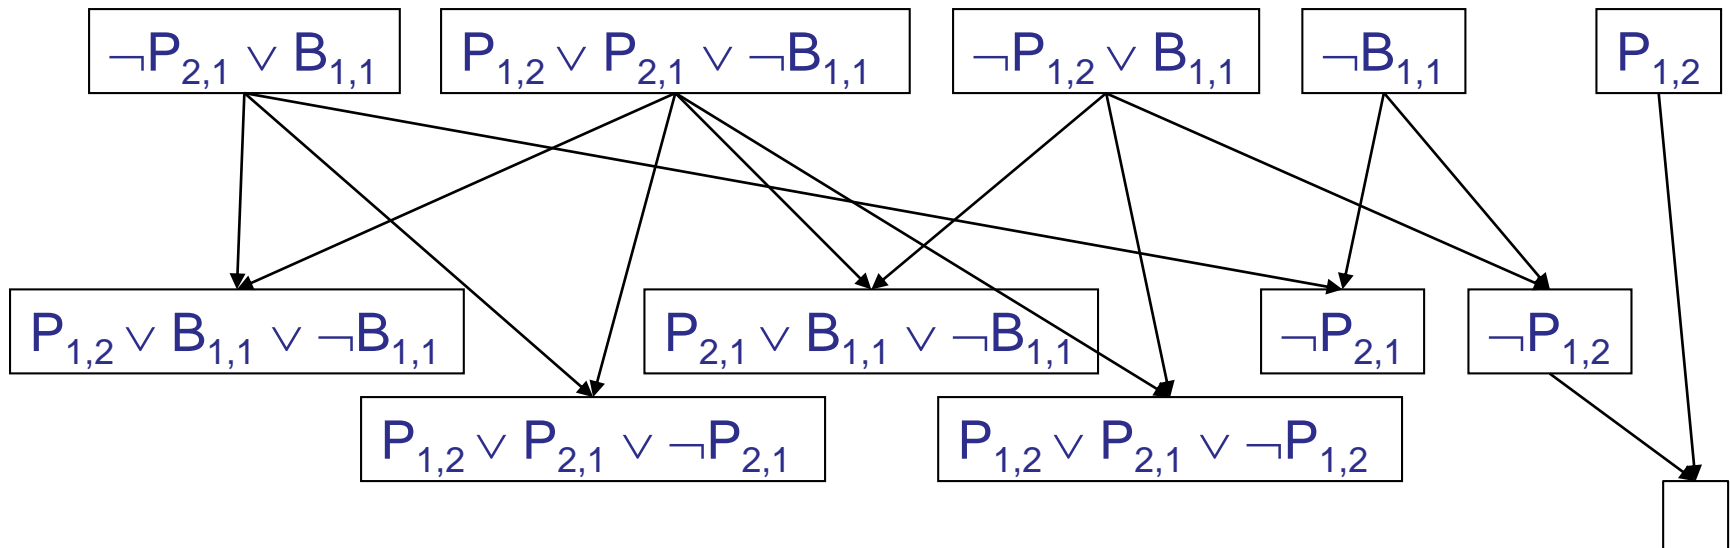 ¬P2,1 ∨ B1,1
P1,2 ∨ P2,1 ∨ ¬B1,1
¬P1,2 ∨ B1,1
¬B1,1
P1,2
P1,2 ∨ B1,1 ∨ ¬B1,1
P2,1 ∨ B1,1 ∨ ¬B1,1
¬P2,1
¬P1,2
P1,2 ∨ P2,1 ∨ ¬P2,1
P1,2 ∨ P2,1 ∨ ¬P1,2